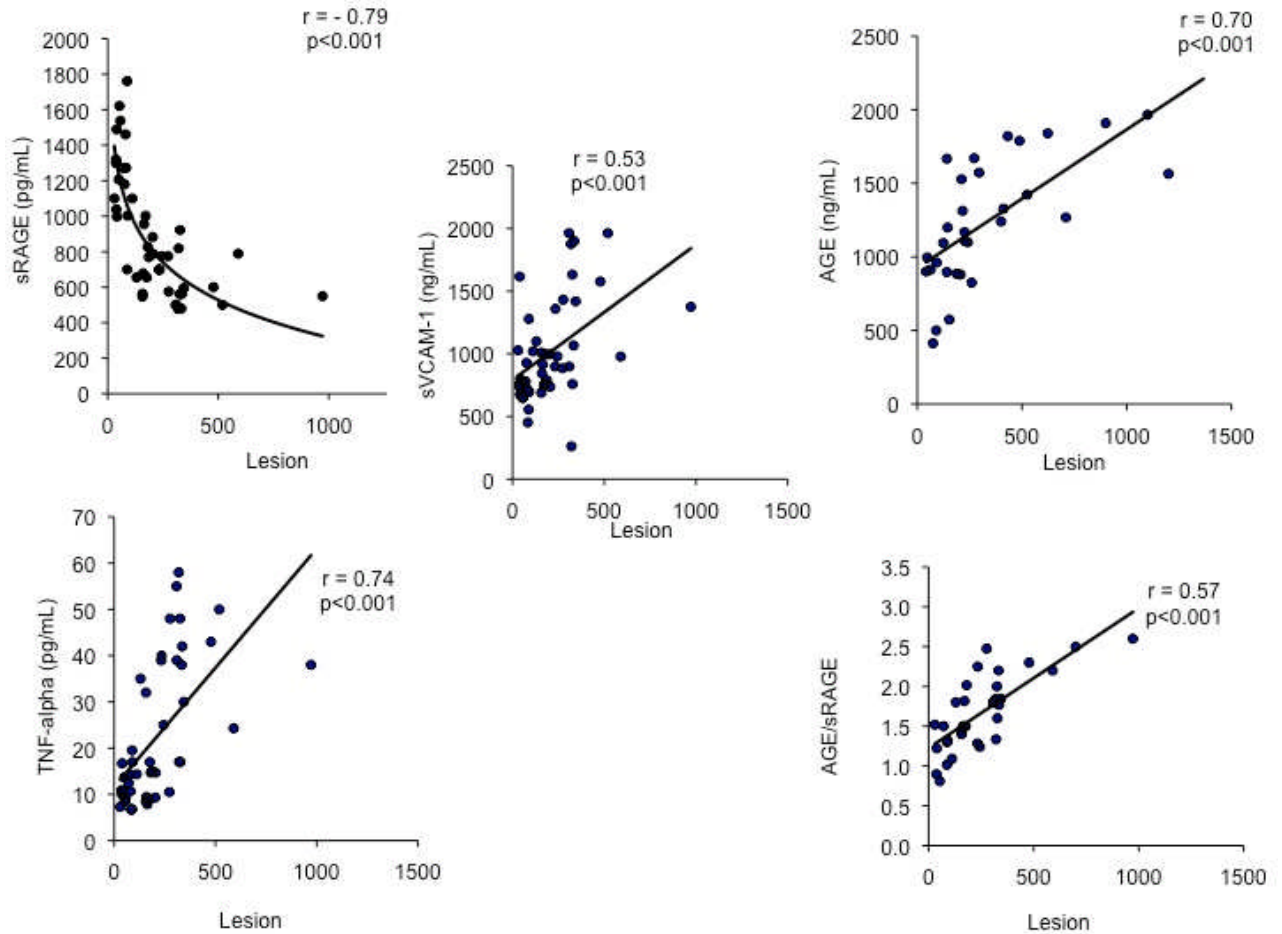 r = - 0.79
p<0.001
2000
1800
1600
1400
1200
1000
800
600
400
200
0
sRAGE (pg/mL)
0 500 1000
Lesion
r = 0.53
p<0.001
2500
2000
1500
1000
500
0
sVCAM-1 (ng/mL)
0 500 1000 1500
Lesion
r = 0.70
p<0.001
2500
2000
1500
1000
500
0
AGE (ng/mL)
0 500 1000 1500
Lesion
70
60
50
40
30
20
10
0
TNF-alpha (pg/mL)
r = 0.74
p<0.001
0 500 1000 1500
Lesion
3.5
3.0
2.5
2.0
1.5
1.0
0.5
0.0
AGE/sRAGE
r = 0.57
p<0.001
0 500 1000 1500
Lesion